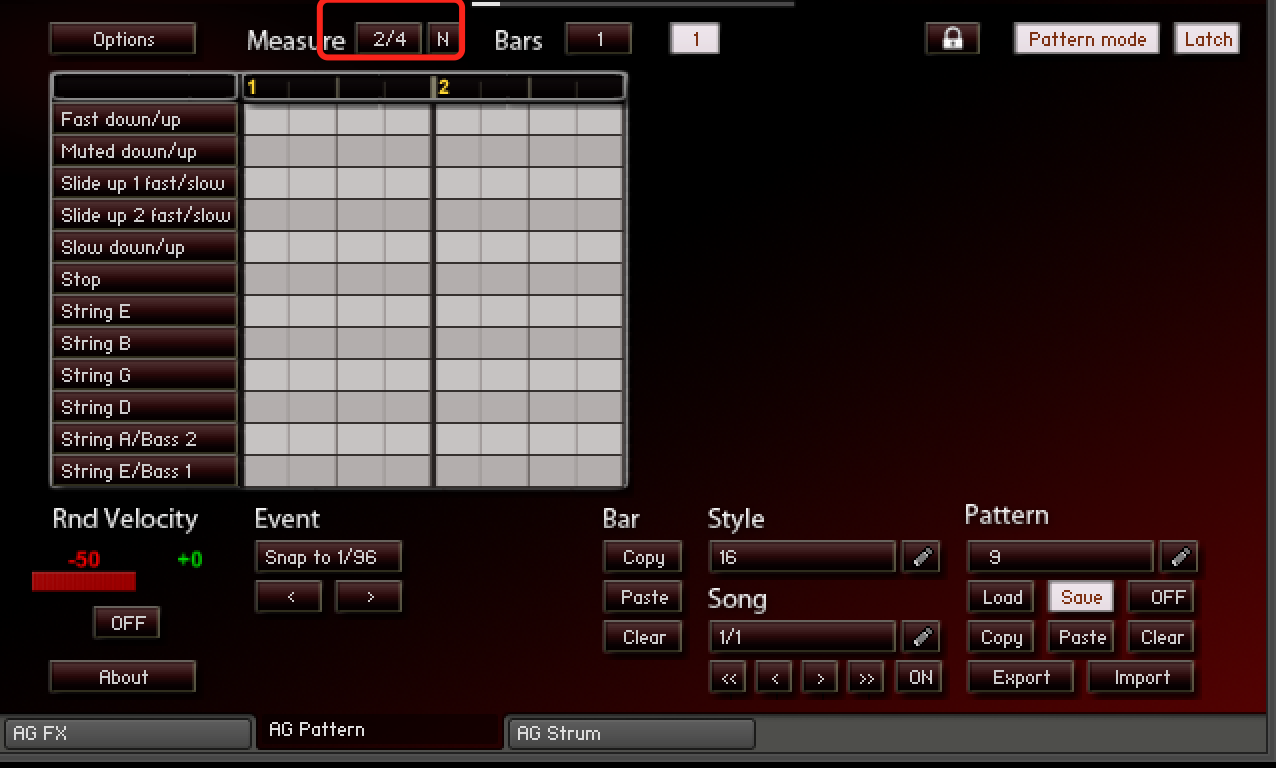 Options Measure 2/4 N Bars 1 1 Pattern mode Latch
1 2
Fast down/up
Muted down/up
Slide up 1 fast/slow
Slide up 2 fast/slow
Slow down/up
Stop
String E
String B
String G
String D
String A/Bass 2
String E/Bass 1
Rnd Velocity Event Bar Style Pattern
-50 +0 Snap to 1/96 Copy 16 9
< > Paste Song Load Save OFF
OFF Clear 1/1 Copy Paste Clear
About << < > >> ON Export Import
AG FX AG Pattern AG Strum